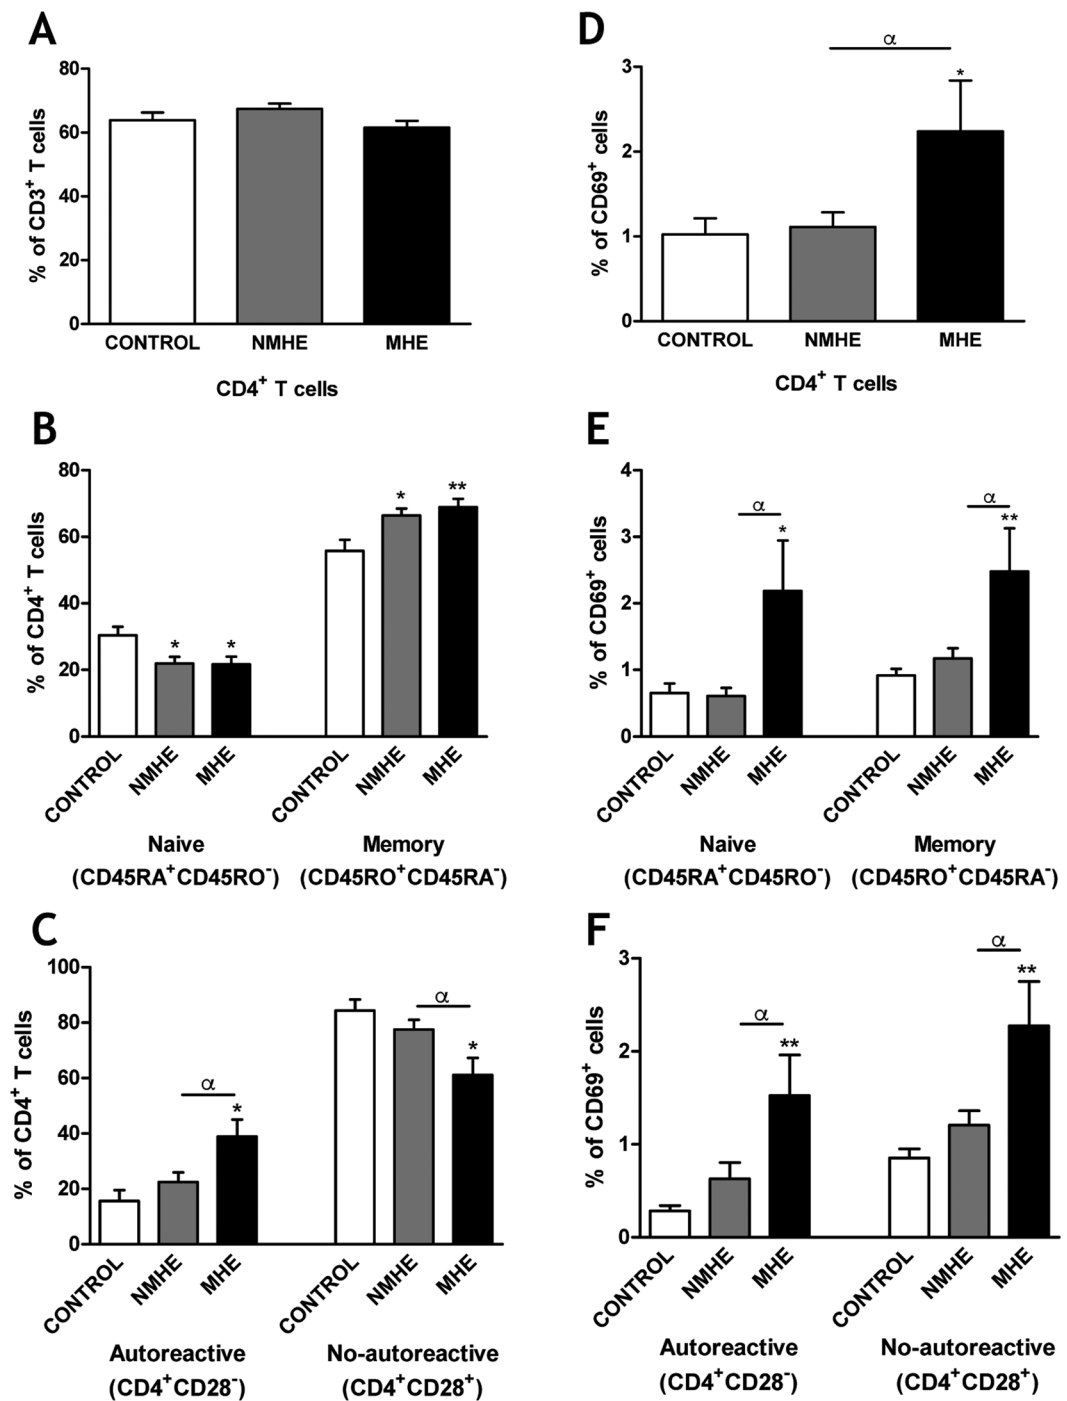 A
% of CD3+ T cells
80
60
40
20
0
CONTROL NMHE MHE
CD4+ T cells
D
α
*
% of CD69+ cells
3
2
1
0
CONTROL NMHE MHE
CD4+ T cells
B
% of CD4+ T cells
80
60
40
20
0
* * * **
CONTROL NMHE MHE CONTROL NMHE MHE
Naive Memory
(CD45RA+CD45RO-) (CD45RO+CD45RA-)
E
% of CD69+ cells
4
3
2
1
0
α α
* **
CONTROL NMHE MHE CONTROL NMHE MHE
Naive Memory
(CD45RA+CD45RO-) (CD45RO+CD45RA-)
C
% of CD4+ T cells
100
80
60
40
20
0
α α
* *
CONTROL NMHE MHE CONTROL NMHE MHE
Autoreactive No-autoreactive
(CD4+CD28-) (CD4+CD28+)
F
% of CD69+ cells
3
2
1
0
α α
** **
CONTROL NMHE MHE CONTROL NMHE MHE
Autoreactive No-autoreactive
(CD4+CD28-) (CD4+CD28+)